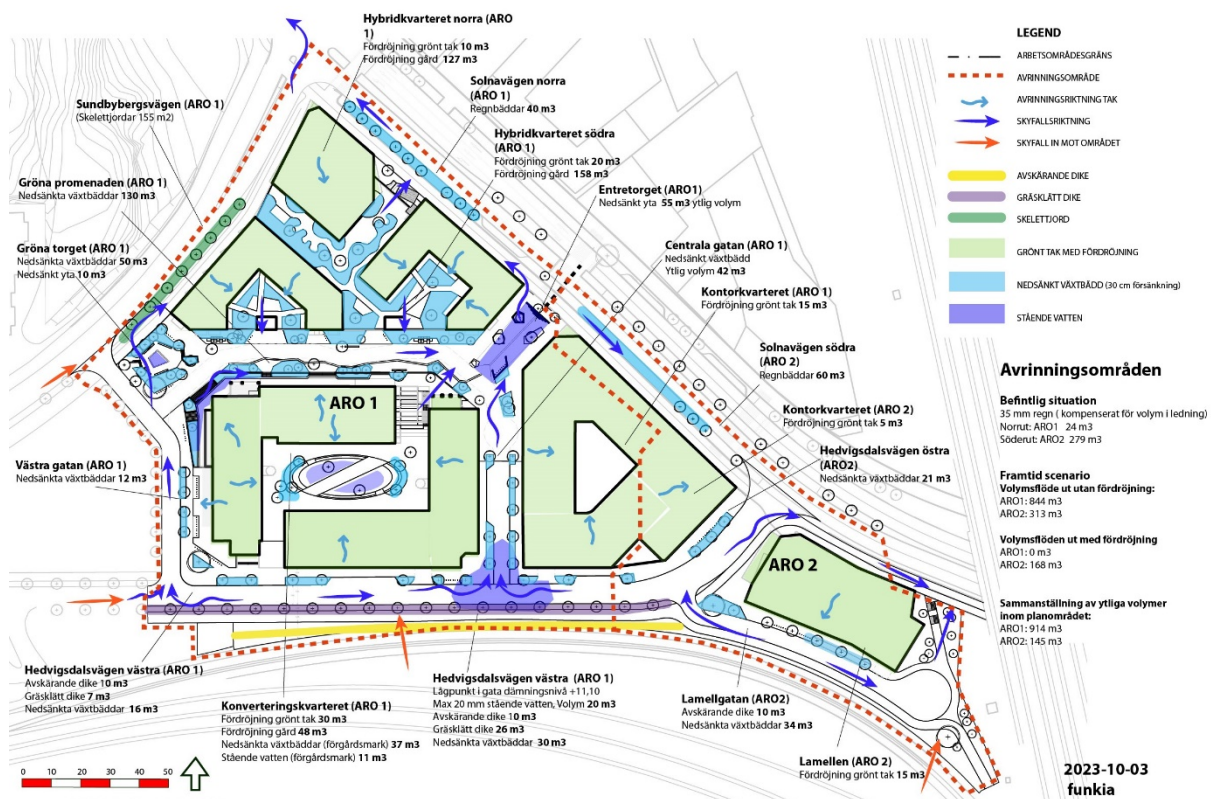 Hybridkvarteret norra (ARO
1)
Fördröjning grönt tak 10 m3
Fördröjning gård 127 m3
Solnavägen norra
(ARO 1)
Regnbäddar 40 m3
Sundbybergsvägen (ARO 1)
(Skelettjordar 155 m2)
Hybridkvarteret södra
(ARO 1)
Fördröjning grönt tak 20 m3
Fördröjning gård 158 m3
Gröna promenaden (ARO 1)
Nedsänkta växtbäddar 130 m3
Entretorget (ARO1)
Nedsänkt yta 55 m3 ytlig volym
Gröna torget (ARO 1)
Nedsänkta växtbäddar 50 m3
Nedsänkt yta 10 m3
Centrala gatan (ARO 1)
Nedsänkt växtbädd
Ytlig volym 42 m3
Kontorkvarteret (ARO 1)
Fördröjning grönt tak 15 m3
Solnavägen södra
(ARO 2)
Regnbäddar 60 m3
Kontorkvarteret (ARO 2)
Fördröjning grönt tak 5 m3
Hedvigsdalsvägen östra
(ARO2)
Nedsänkta växtbäddar 21 m3
ARO 1
Västra gatan (ARO 1)
Nedsänkta växtbäddar 12 m3
ARO 2
Hedvigsdalsvägen västra (ARO 1)
Avskärande dike 10 m3
Gräsklätt dike 7 m3
Nedsänkta växtbäddar 16 m3
Konverteringskvarteret (ARO 1)
Fördröjning grönt tak 30 m3
Fördröjning gård 48 m3
Nedsänkta växtbäddar (förgårdsmark) 37 m3
Stående vatten (förgårdsmark) 11 m3
Hedvigsdalsvägen västra (ARO 1)
Lågpunkt i gata dämningsnivå +11,10
Max 20 mm stående vatten, Volym 20 m3
Avskärande dike 10 m3
Gräsklätt dike 26 m3
Nedsänkta växtbäddar 30 m3
Lamellgatan (ARO2)
Avskärande dike 10 m3
Nedsänkta växtbäddar 34 m3
Lamellen (ARO 2)
Fördröjning grönt tak 15 m3
0 10 20 30 40 50
LEGEND
ARBETSOMRÅDESGRÄNS
AVRINNINGSOMRÅDE
AVRINNINGSRIKTNING TAK
SKYFALLSRIKTNING
SKYFALL IN MOT OMRÅDET
AVSKÄRANDE DIKE
GRÄSKLÄTT DIKE
SKELETTJORD
GRÖNT TAK MED FÖRDRÖJNING
NEDSÄNKT VÄXTBÄDD (30 cm försänkning)
STÅENDE VATTEN
Avrinningsområden
Befintlig situation
35 mm regn ( kompenserat för volym i ledning)
Norrut: ARO1 24 m3
Söderut: ARO2 279 m3
Framtid scenario
Volymsflöde ut utan fördröjning:
ARO1: 844 m3
ARO2: 313 m3
Volymsflöden ut med fördröjning
ARO1: 0 m3
ARO2: 168 m3
Sammanställning av ytliga volymer
inom planområdet:
ARO1: 914 m3
ARO2: 145 m3
2023-10-03
funkia